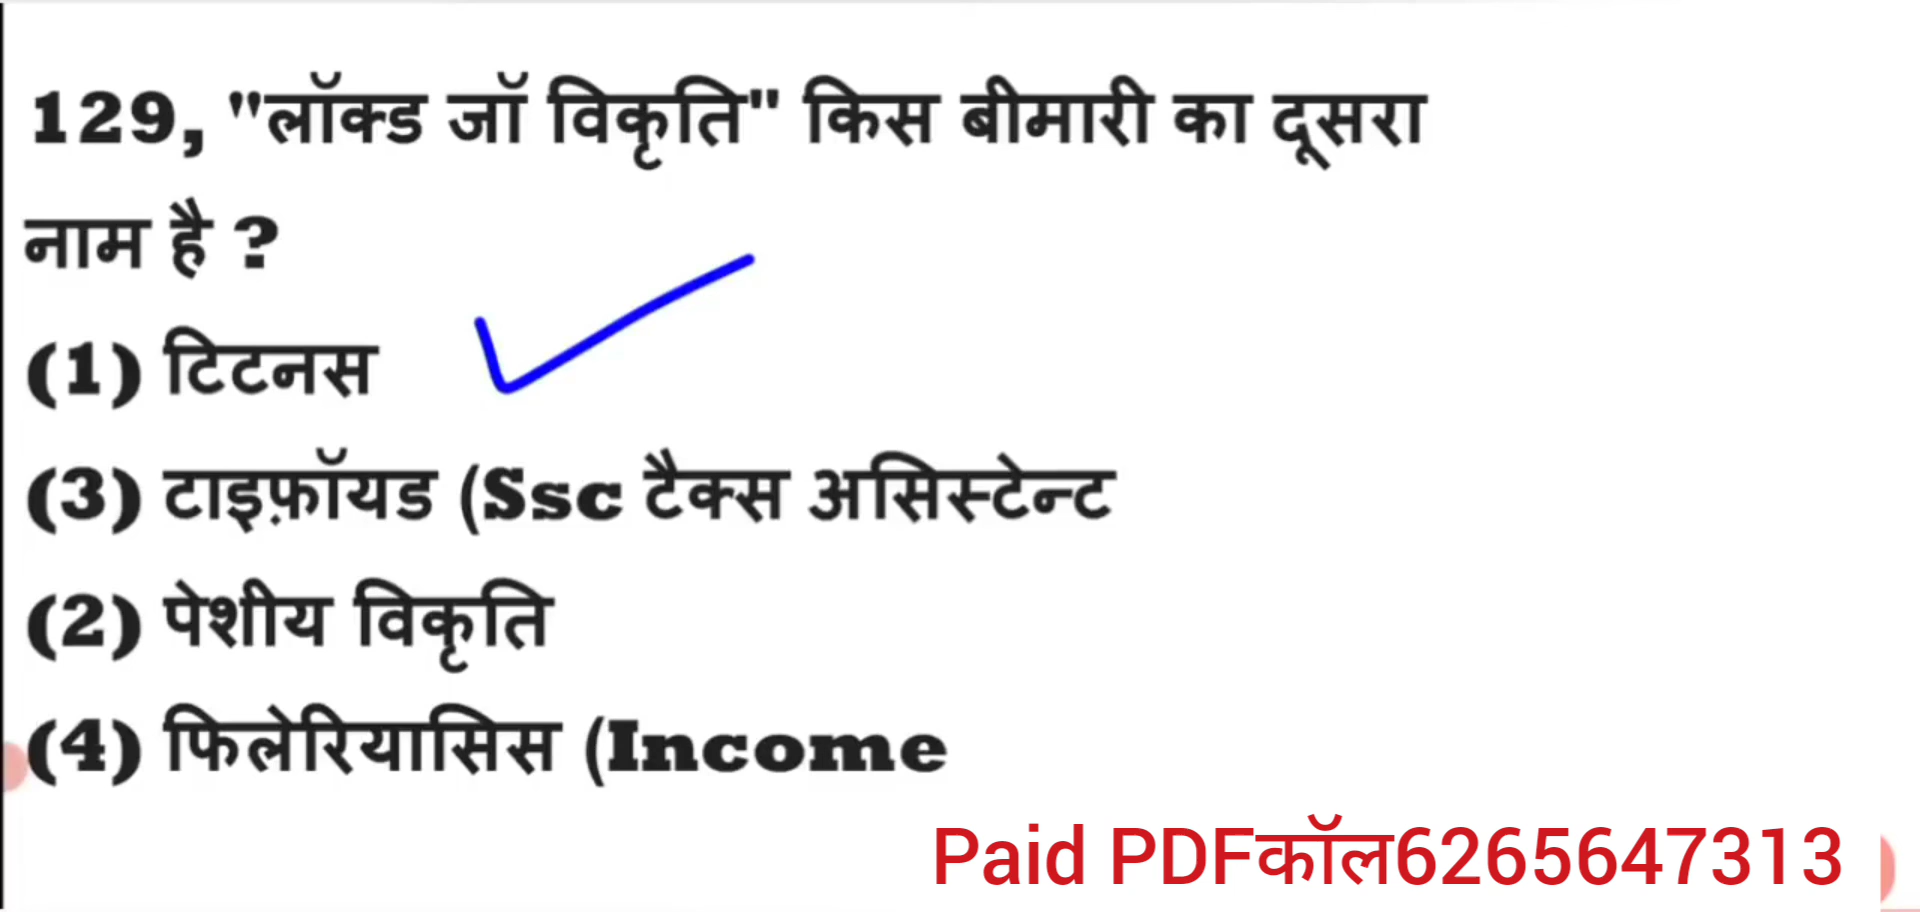 129, "लॉक्ड जॉ विकृति" किस बीमारी का दूसरा
नाम है ?
(1) टिटनस
(3) टाइफ़ॉयड (Ssc टैक्स असिस्टेन्ट
(2) पेशीय विकृति
(4) फिलेरियासिस (Income
Paid PDFकॉल6265647313